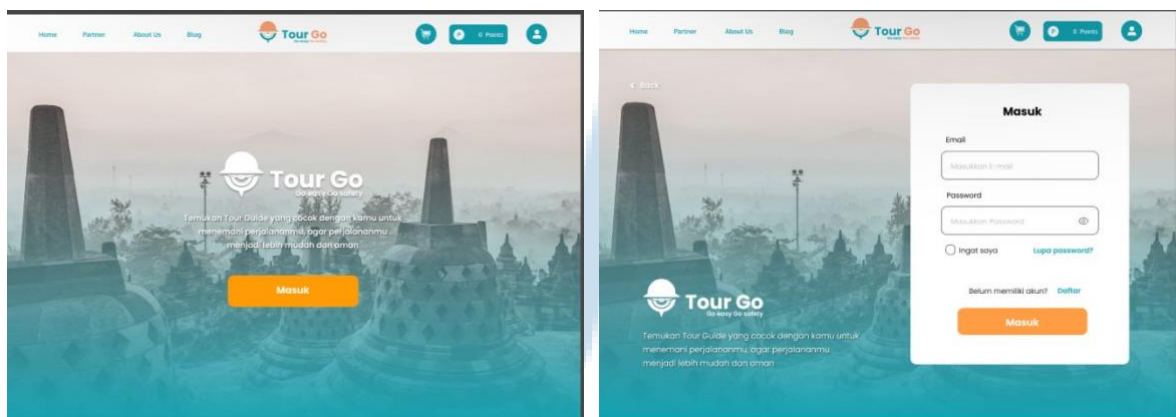 Home Partner About Us Blog Tour Go 0 Points
Tour Go
Go easy Go safety
Temukan Tour Guide yang cocok dengan kamu untuk
menemani perjalananmu, agar perjalananmu
menjadi lebih mudah dan aman
Masuk
Home Partner About Us Blog Tour Go P 0 Points
Back
Tour Go
Go easy Go safety
Temukan Tour Guide yang cocok dengan kamu untuk
menemani perjalananmu, agar perjalananmu
menjadi lebih mudah dan aman
Masuk
Email
Masukkan E-mail
Password
Masukkan Password
Ingat saya Lupa password?
Belum memiliki akun? Daftar
Masuk